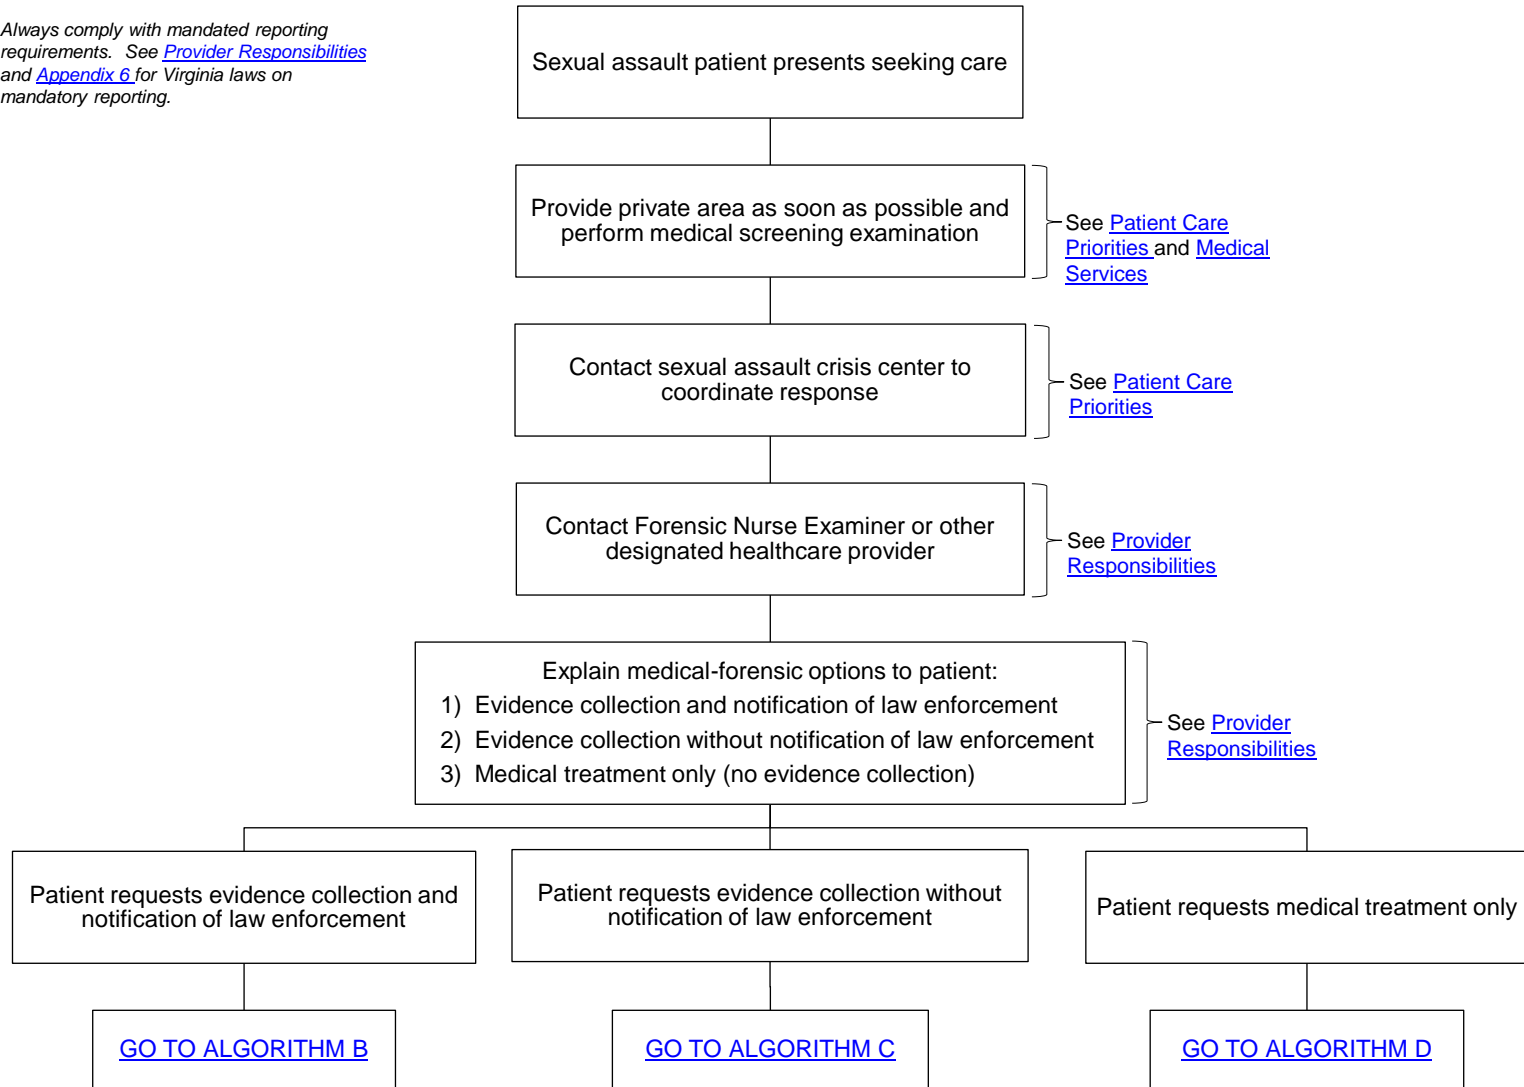 Always comply with mandated reporting
requirements.  See Provider Responsibilities
and Appendix 6 for Virginia laws on
mandatory reporting.
Sexual assault patient presents seeking care
Provide private area as soon as possible and
perform medical screening examination
See Patient Care
Priorities and Medical
Services
Contact sexual assault crisis center to
coordinate response
See Patient Care
Priorities
Contact Forensic Nurse Examiner or other
designated healthcare provider
See Provider
Responsibilities
Explain medical-forensic options to patient:
1) Evidence collection and notification of law enforcement
2) Evidence collection without notification of law enforcement
3) Medical treatment only (no evidence collection)
See Provider
Responsibilities
Patient requests evidence collection and
notification of law enforcement
Patient requests evidence collection without
notification of law enforcement
Patient requests medical treatment only
GO TO ALGORITHM B
GO TO ALGORITHM C
GO TO ALGORITHM D